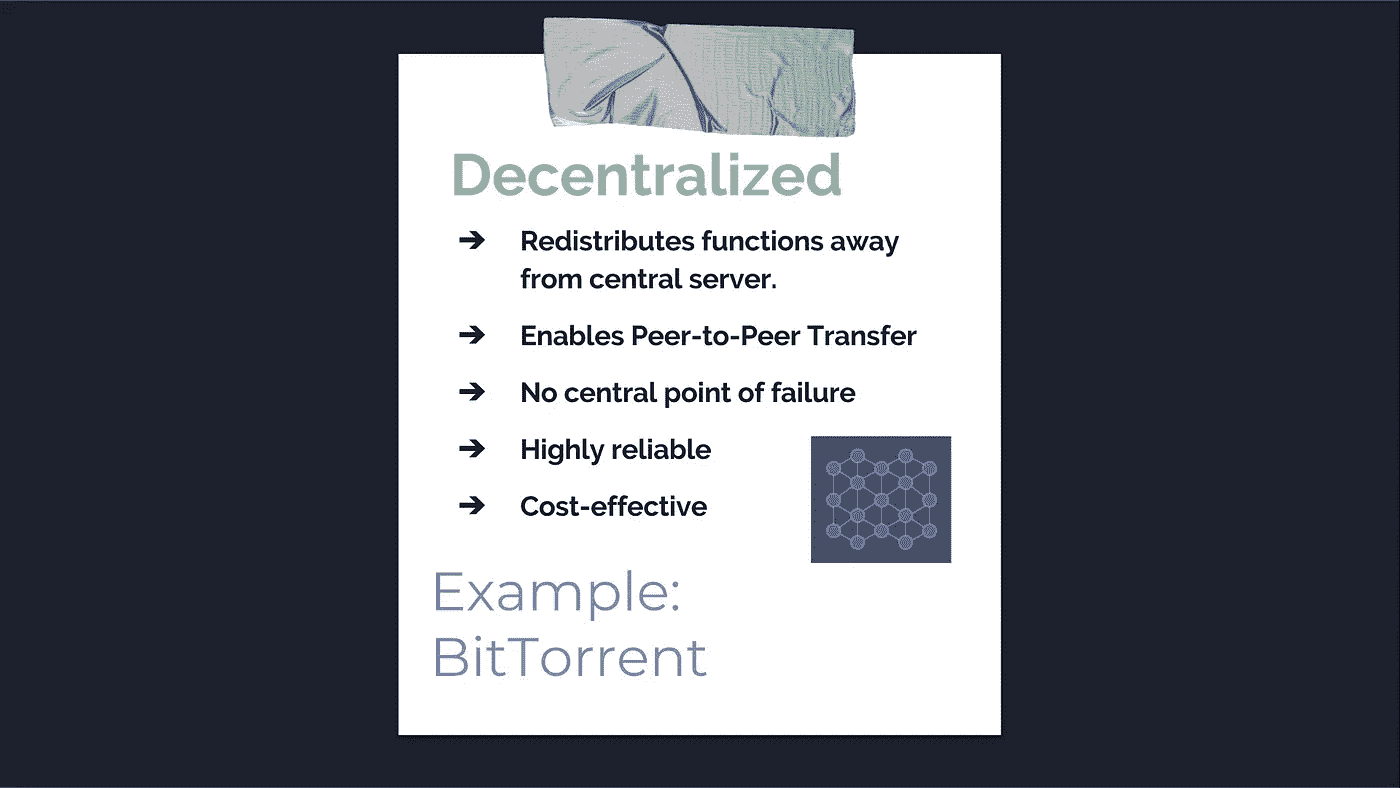 Decentralized
➔ Redistributes functions away
from central server.
➔ Enables Peer-to-Peer Transfer
➔ No central point of failure
➔ Highly reliable
➔ Cost-effective
Example:
BitTorrent